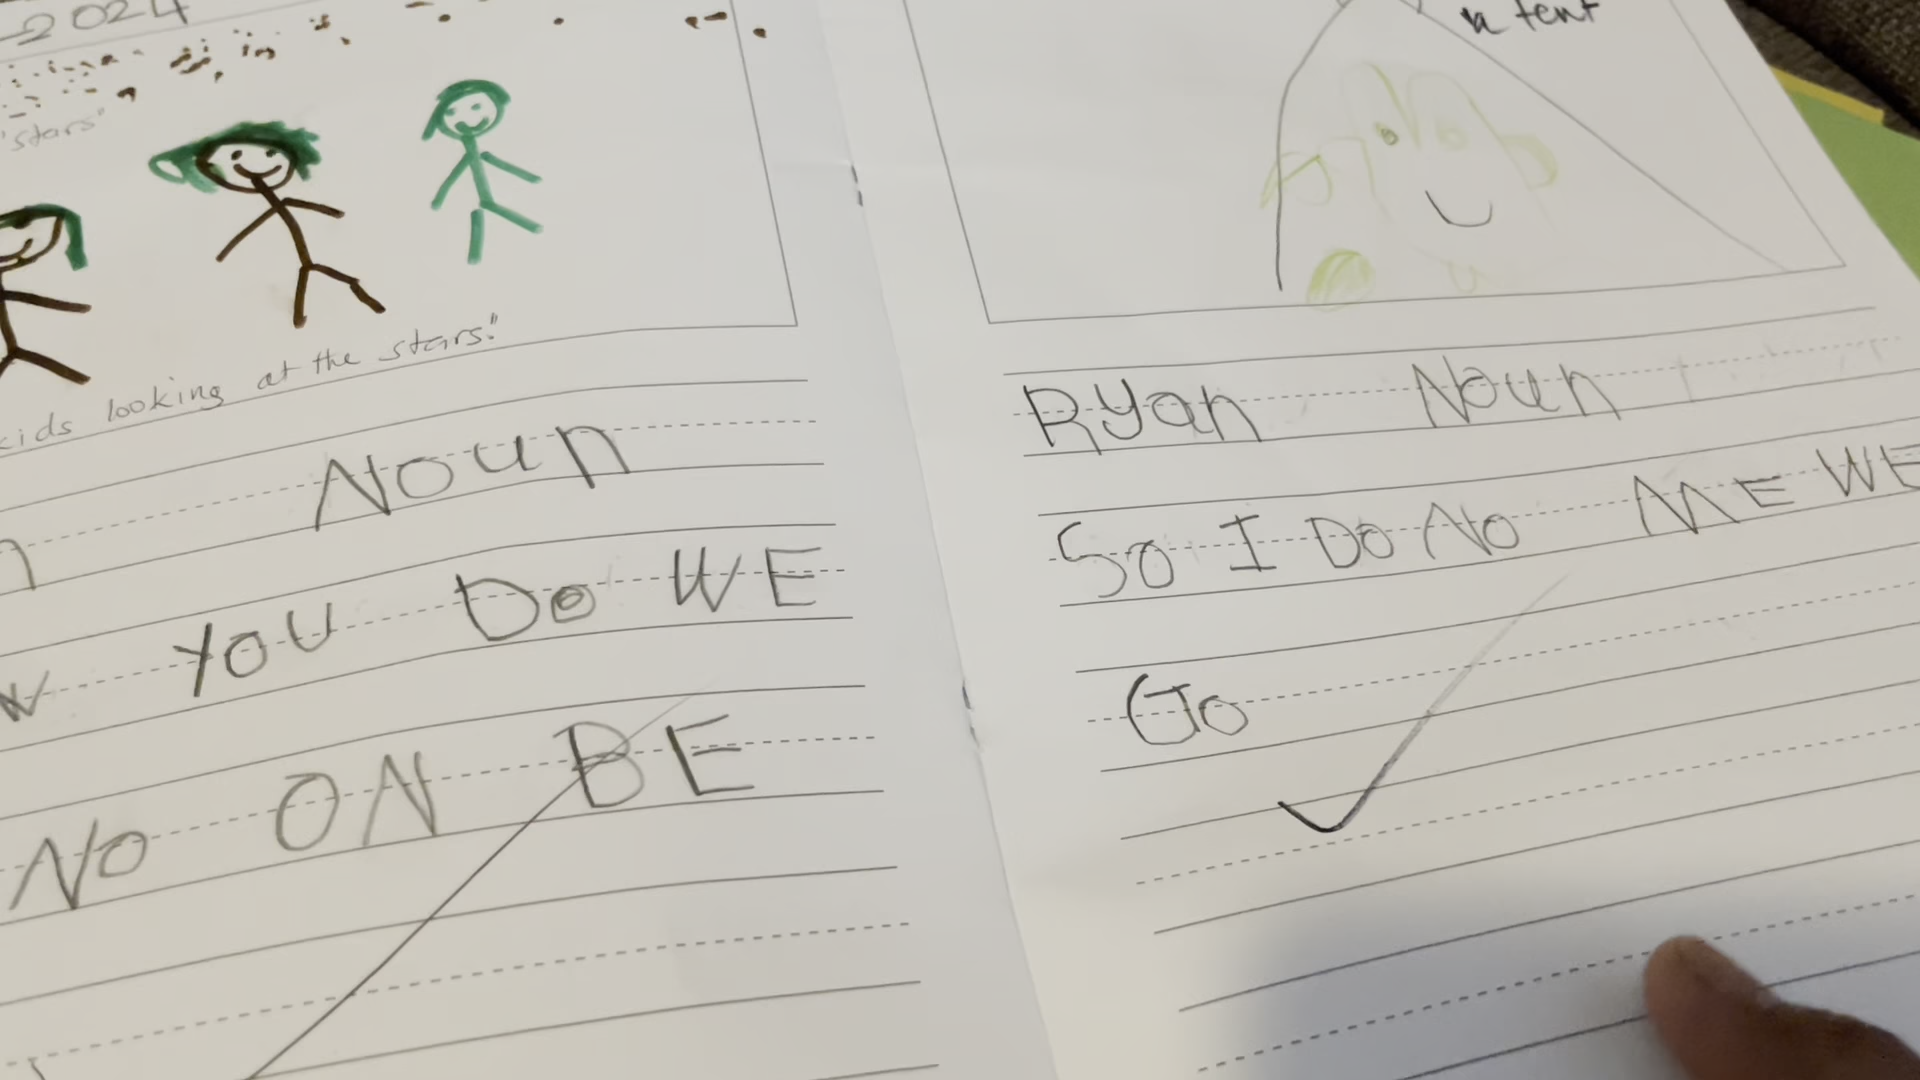 2024
"stars"
kids looking at the stars."
Noun
YOU Do WE
No ON BE
a tent
Ryan Noun
So I Do No ME WE
Go